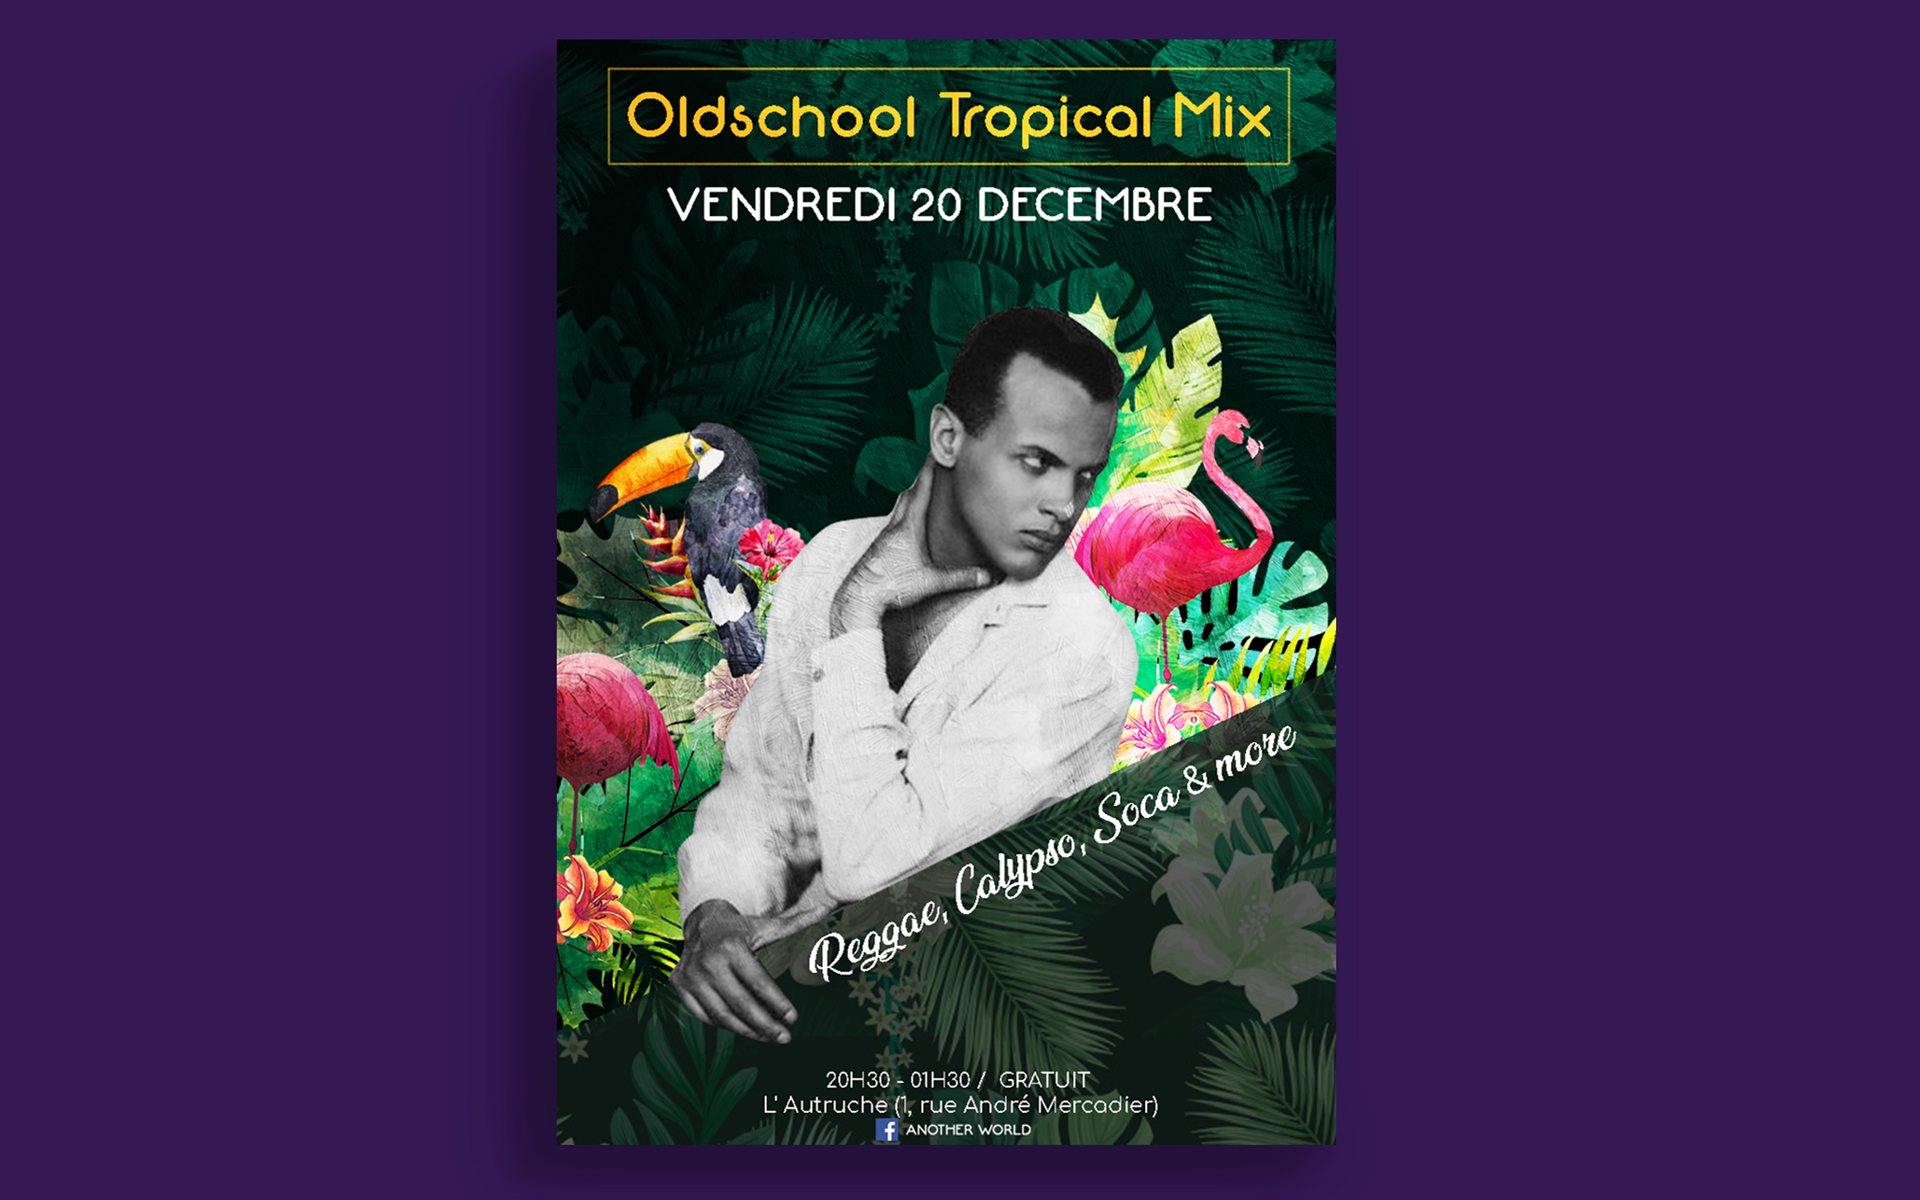 Oldschool Tropical Mix
VENDREDI 20 DECEMBRE
Reggae, Calypso, Soca & more
20H30 - 01H30 / GRATUIT
L' Autruche (1, rue André Mercadier)
f ANOTHER WORLD